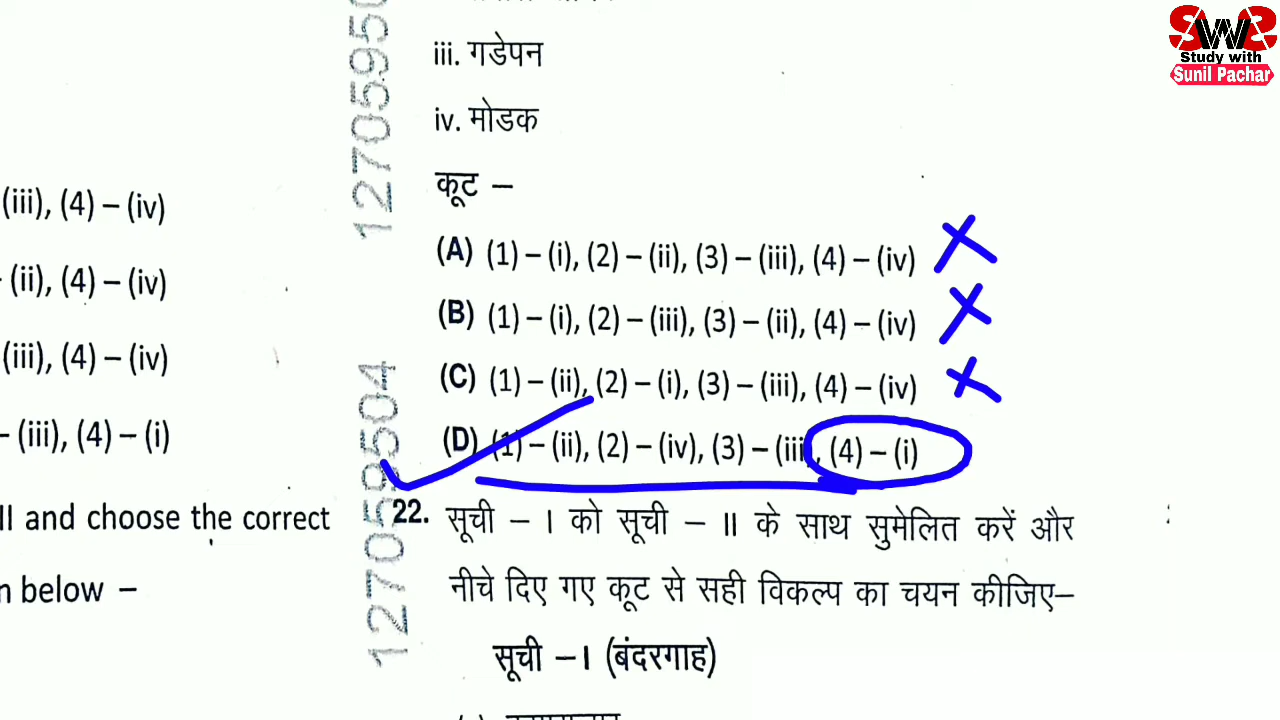 SWS
Study with
Sunil Pachar
(iii), (4) – (iv)
(ii), (4) – (iv)
(iii), (4) – (iv)
– (iii), (4) – (i)
II and choose the correct
below –
1270595
127059504
iii. गडेपन
iv. मोडक
कूट –
(A) (1) – (i), (2) – (ii), (3) – (iii), (4) – (iv)
(B) (1) – (i), (2) – (iii), (3) – (ii), (4) – (iv)
(C) (1) – (ii), (2) – (i), (3) – (iii), (4) – (iv)
(D) (1) – (ii), (2) – (iv), (3) – (iii), (4) – (i)
22. सूची – I को सूची – II के साथ सुमेलित करें और
नीचे दिए गए कूट से सही विकल्प का चयन कीजिए–
सूची – I (बंदरगाह)